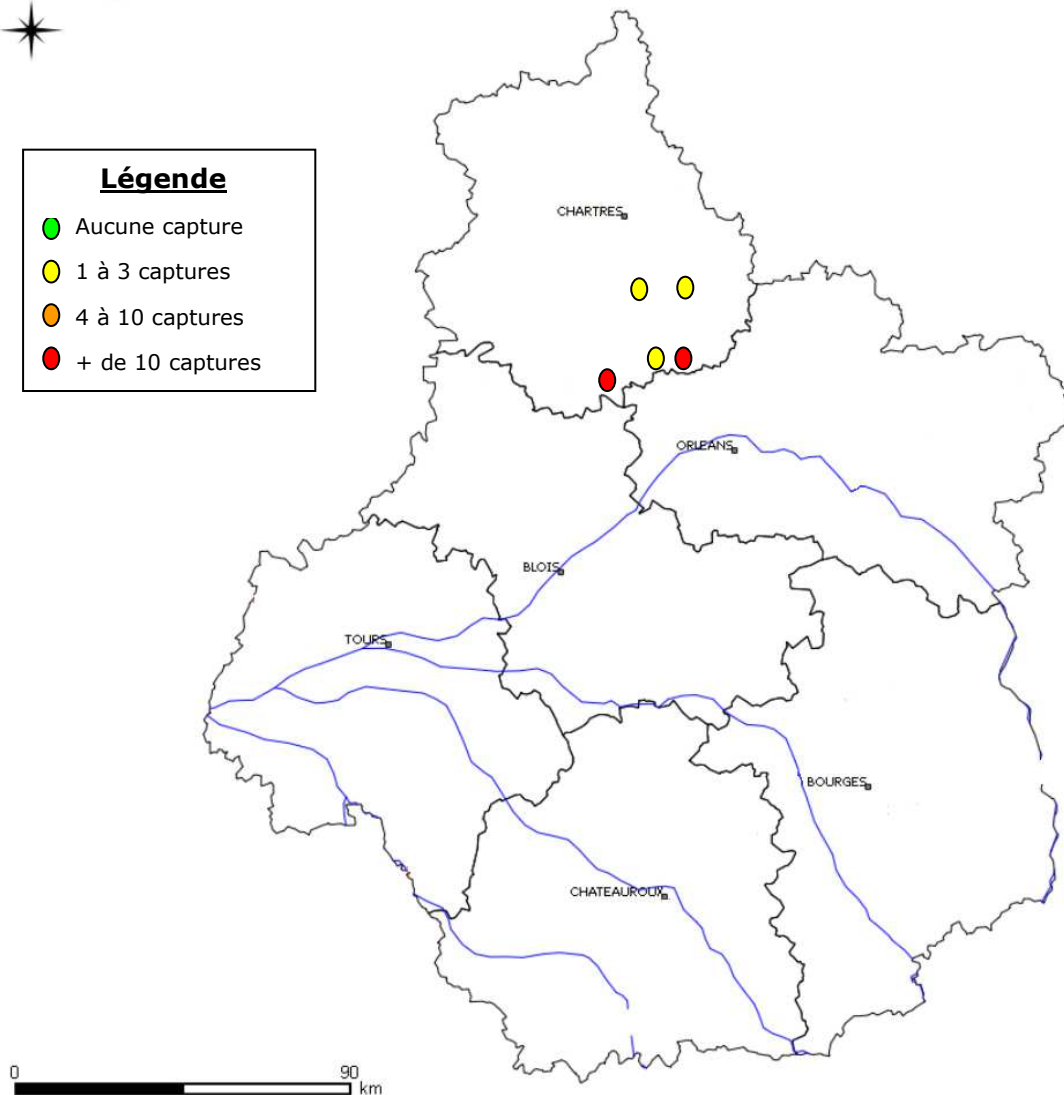 Légende
Aucune capture
1 à 3 captures
4 à 10 captures
+ de 10 captures
CHARTRES
ORLEANS
BLOIS
TOURS
BOURGES
CHATEAUROUX
0 90
km